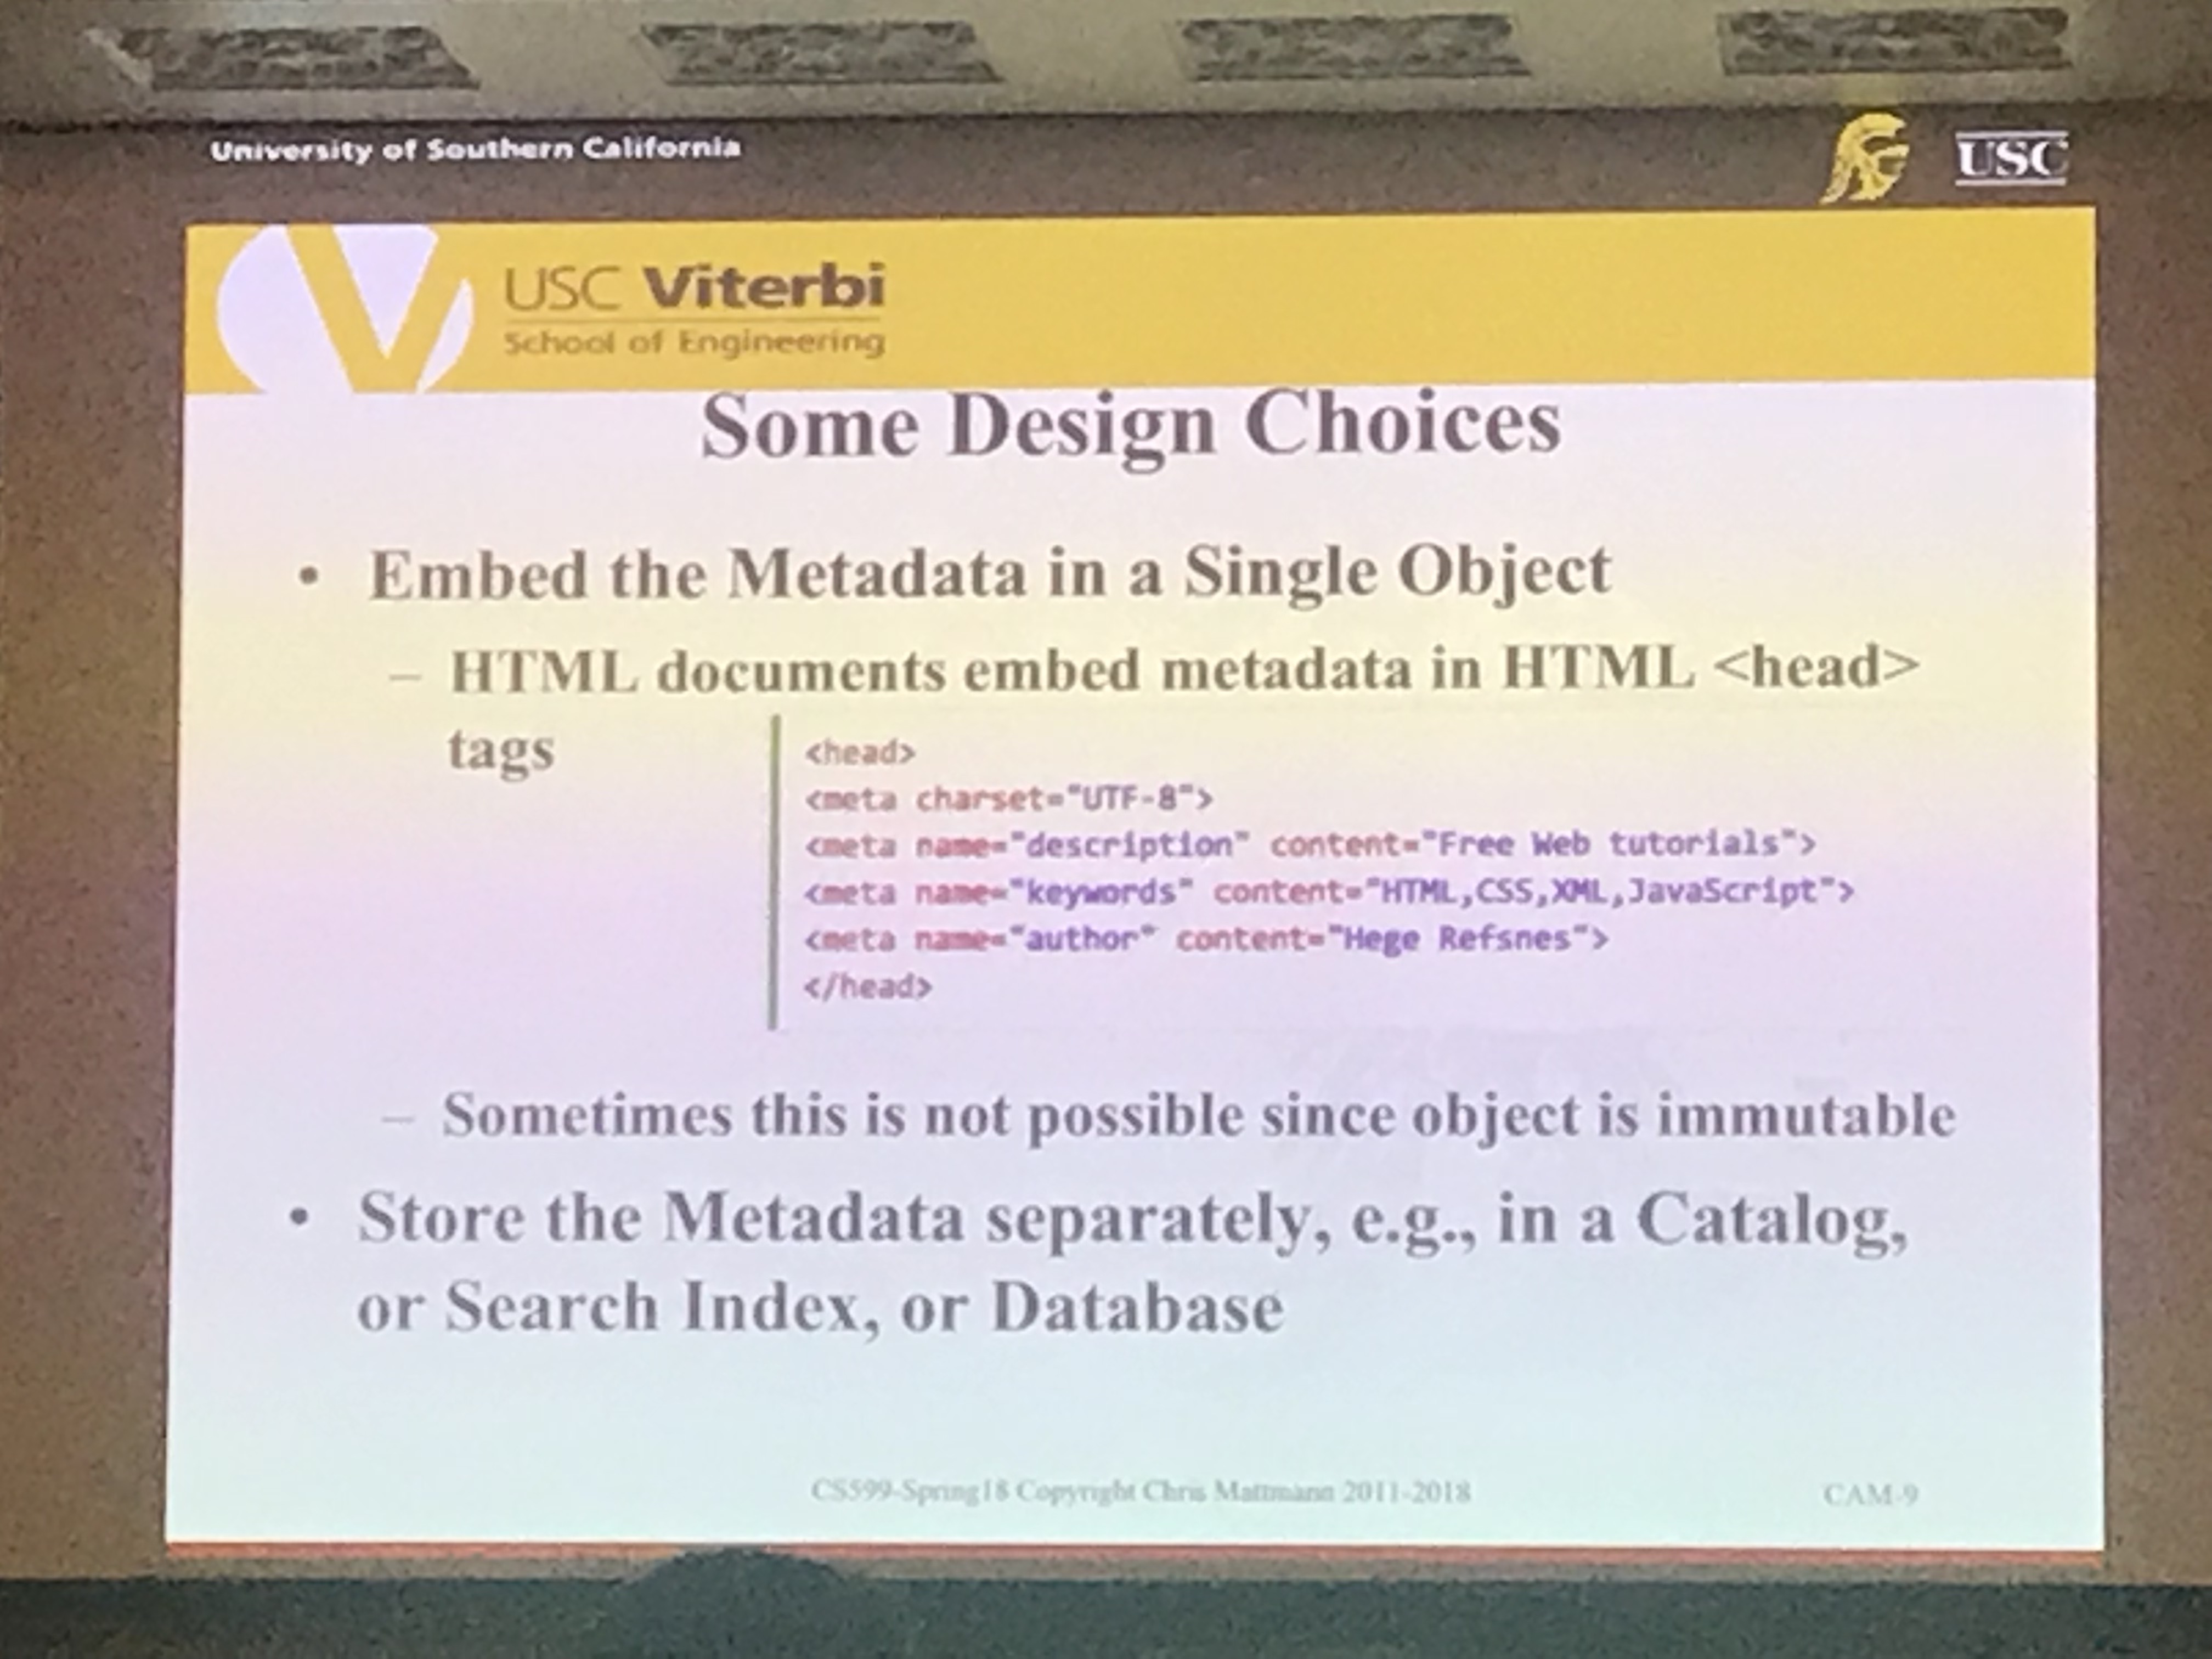 University of Southern California
USC
USC Viterbi
School of Engineering
Some Design Choices
• Embed the Metadata in a Single Object
– HTML documents embed metadata in HTML <head>
tags
<head>
<meta charset="UTF-8">
<meta name="description" content="Free Web tutorials">
<meta name="keywords" content="HTML,CSS,XML,JavaScript">
<meta name="author" content="Hege Refsnes">
</head>
– Sometimes this is not possible since object is immutable
• Store the Metadata separately, e.g., in a Catalog,
or Search Index, or Database
CS599-Spring18 Copyright Chris Mattmann 2011-2018
CAM-9